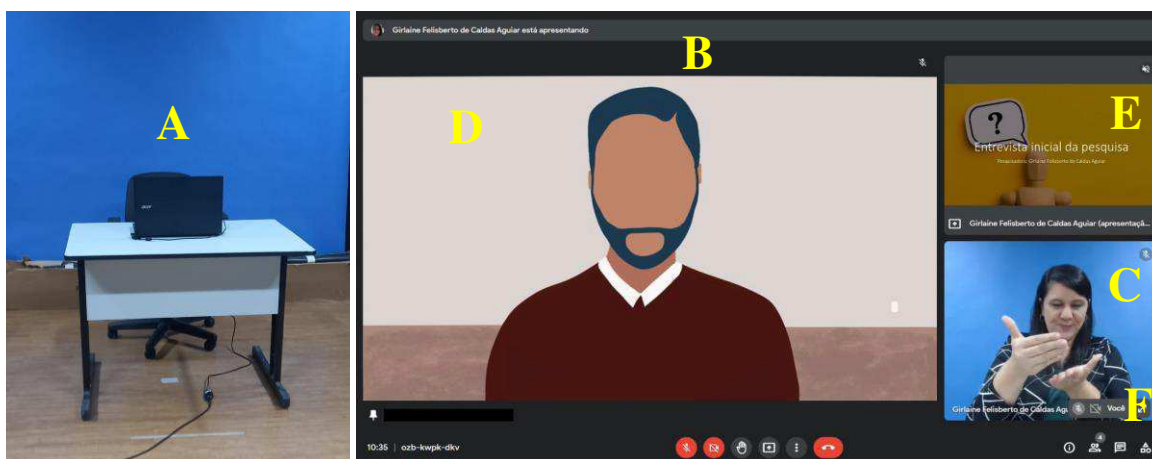 A
acer
Girlaine Felisberto de Caldas Aguiar está apresentando
B
D
E
?
Entrevista inicial da pesquisa
Pesquisadora: Girlaine Felisberto de Caldas Aguiar
Girlaine Felisberto de Caldas Aguiar (apresentaçã...
C
Girlaine Felisberto de Caldas
Você
F
10:35 | ozb-kwpk-dkv
4